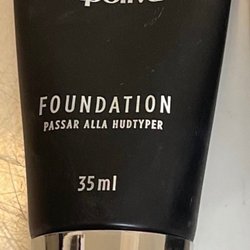 FOUNDATION
PASSAR ALLA HUDTYPER
35ml